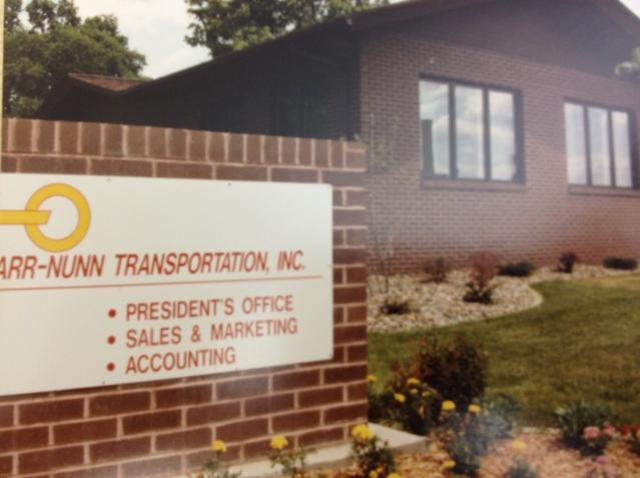 ARR-NUNN TRANSPORTATION, INC.
• PRESIDENT'S OFFICE
• SALES & MARKETING
• ACCOUNTING